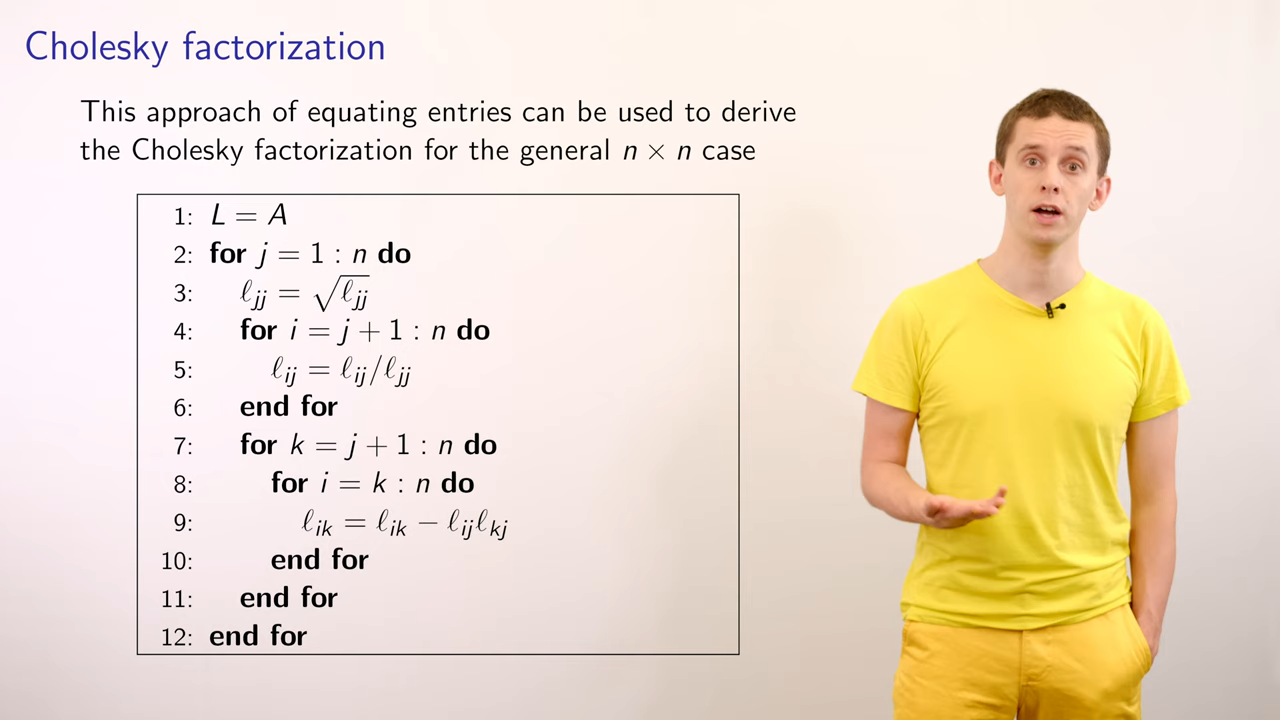 Cholesky factorization
This approach of equating entries can be used to derive
the Cholesky factorization for the general n × n case
1: L = A
2: for j = 1 : n do
3: ℓjj = √ℓjj
4: for i = j + 1 : n do
5: ℓij = ℓij/ℓjj
6: end for
7: for k = j + 1 : n do
8: for i = k : n do
9: ℓik = ℓik − ℓijℓkj
10: end for
11: end for
12: end for